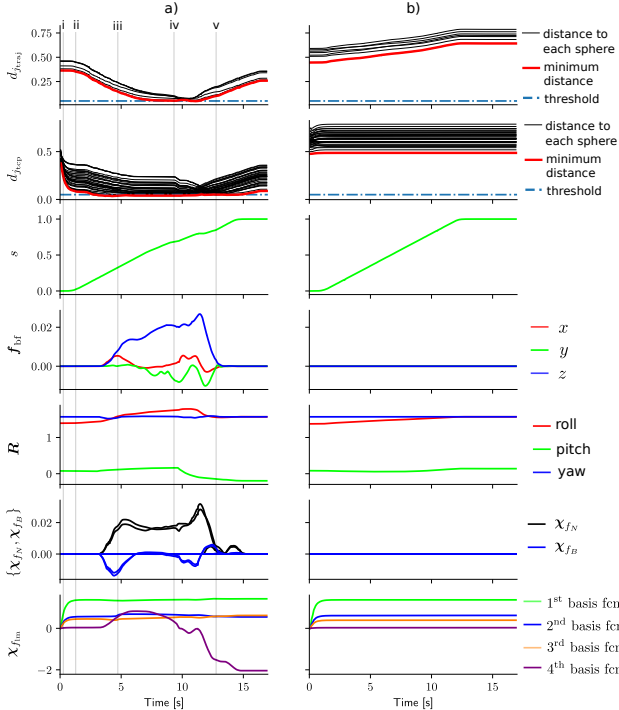 a)
b)
i
ii
iii
iv
v
d_{j_{traj}}
0.75
0.50
0.25
distance to
each sphere
minimum
distance
threshold
d_{j_{tcp}}
0.5
0.0
distance to
each sphere
minimum
distance
threshold
s
1.0
0.5
0.0
f_{bf}
0.02
0.00
x
y
z
R
1
0
roll
pitch
yaw
{χ_{f_N}, χ_{f_B}}
0.02
0.00
χ_{f_N}
χ_{f_B}
χ_{f_{lim}}
0
−2
1st basis fcn
2nd basis fcn
3rd basis fcn
4th basis fcn
0
5
10
15
0
5
10
15
Time [s]
Time [s]